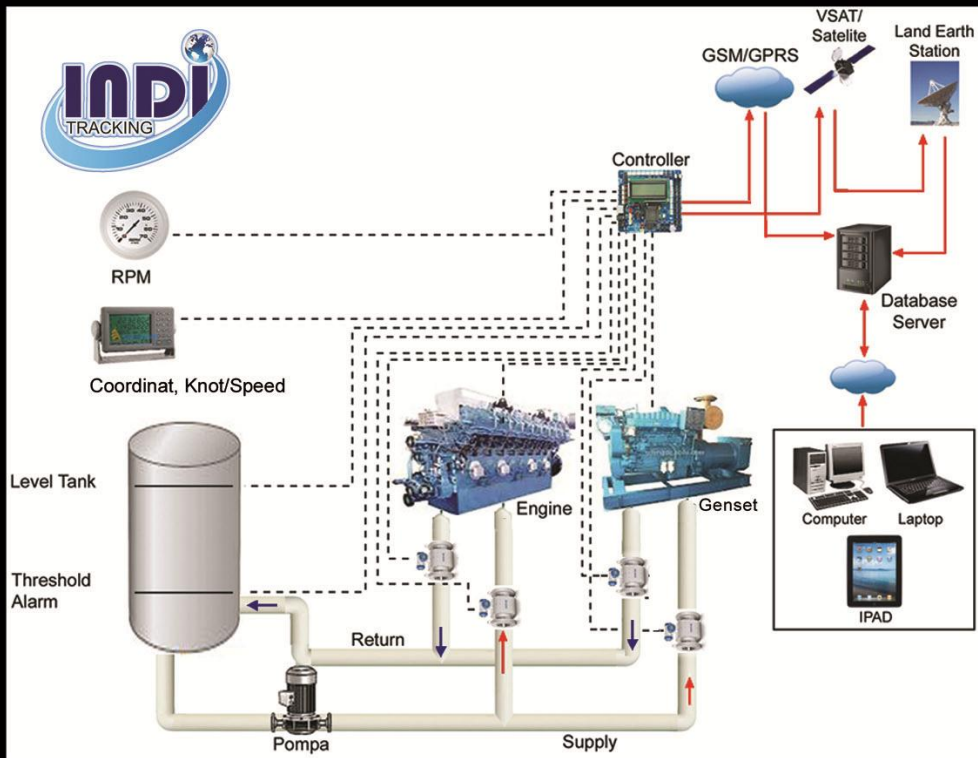 INDI
TRACKING
VSAT/
Satelite
Land Earth
Station
GSM/GPRS
Controller
RPM
Database
Server
Coordinat, Knot/Speed
Level Tank
Engine
Genset
Computer
Laptop
Threshold
Alarm
IPAD
Return
Pompa
Supply